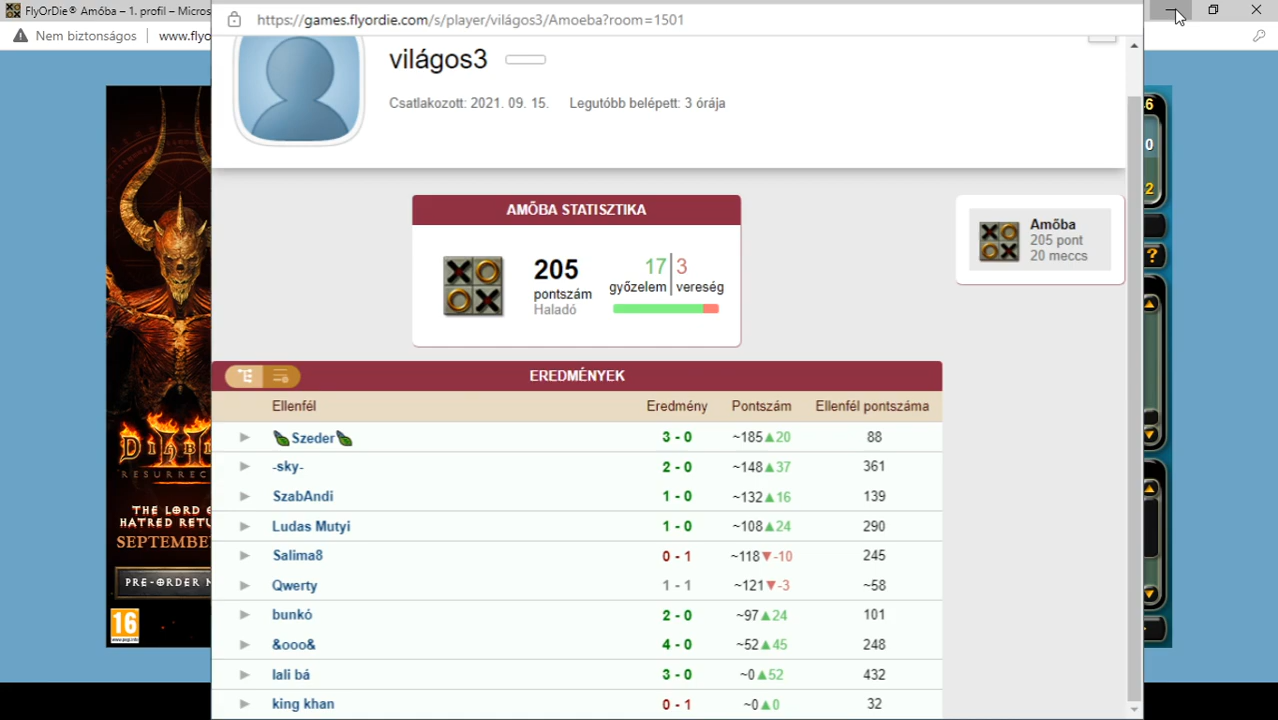 FlyOrDie Amőba – 1. profil – Micros
Nem biztonságos www.flyo
https://games.flyordie.com/s/player/világos3/Amoeba?room=1501
világos3
Csatlakozott: 2021. 09. 15. Legutóbb belépett: 3 órája
AMŐBA STATISZTIKA
205
pontszám
Haladó
17 3
győzelem vereség
Amőba
205 pont
20 meccs
EREDMÉNYEK
Ellenfél Eredmény Pontszám Ellenfél pontszáma
Szeder 3 - 0 ~185▲20 88
-sky- 2 - 0 ~148▲37 361
SzabAndi 1 - 0 ~132▲16 139
Ludas Mutyi 1 - 0 ~108▲24 290
Salima8 0 - 1 ~118▼-10 245
Qwerty 1 - 1 ~121▼-3 ~58
bunkó 2 - 0 ~97▲24 101
&ooo& 4 - 0 ~52▲45 248
lali bá 3 - 0 ~0▲52 432
king khan 0 - 1 ~0▲0 32
DIAB
RESURREC
THE LORD O
HATRED RETU
SEPTEMBE
PRE-ORDER N
16
6
0
2
?